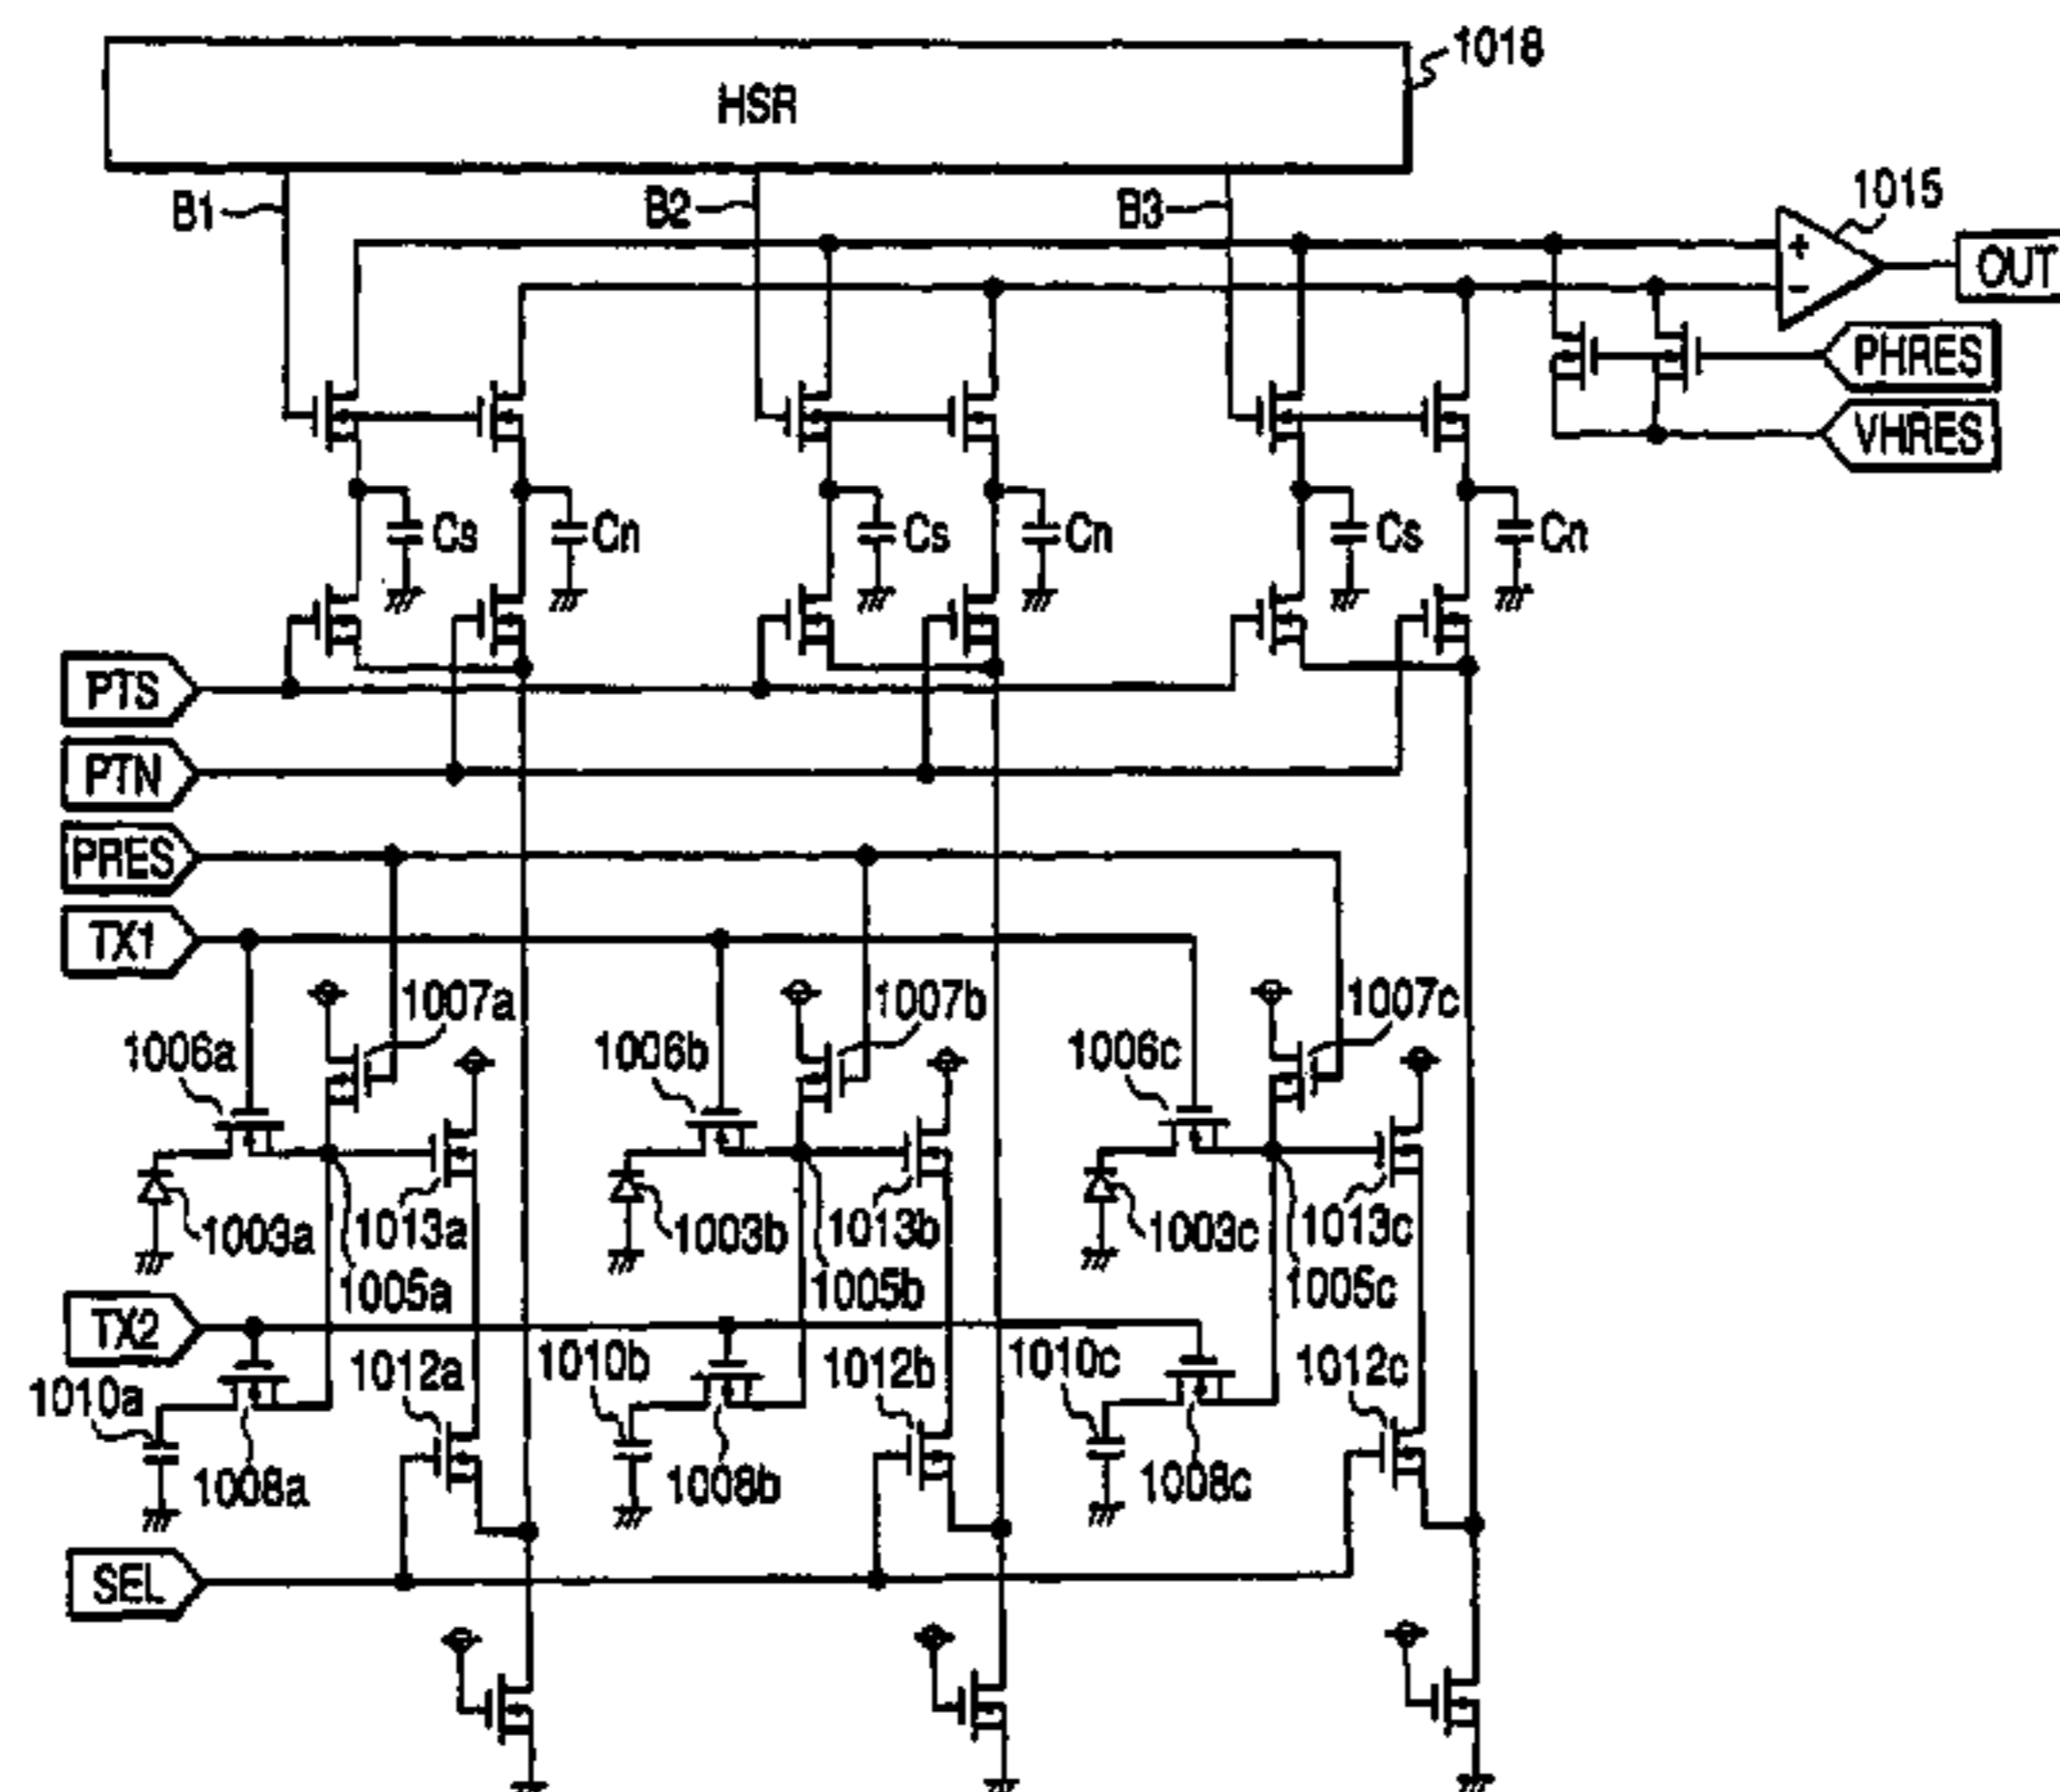 1018
HSR
B1
B2
B3
1015
+
-
OUT
PHRES
VHRES
Cs
Cn
Cs
Cn
Cs
Cn
PTS
PTN
PRES
TX1
1007a
1007b
1007c
1006a
1006b
1006c
1003a
1013a
1003b
1013b
1003c
1013c
1005a
1005b
1005c
TX2
1010a
1012a
1010b
1012b
1010c
1012c
1008a
1008b
1008c
SEL